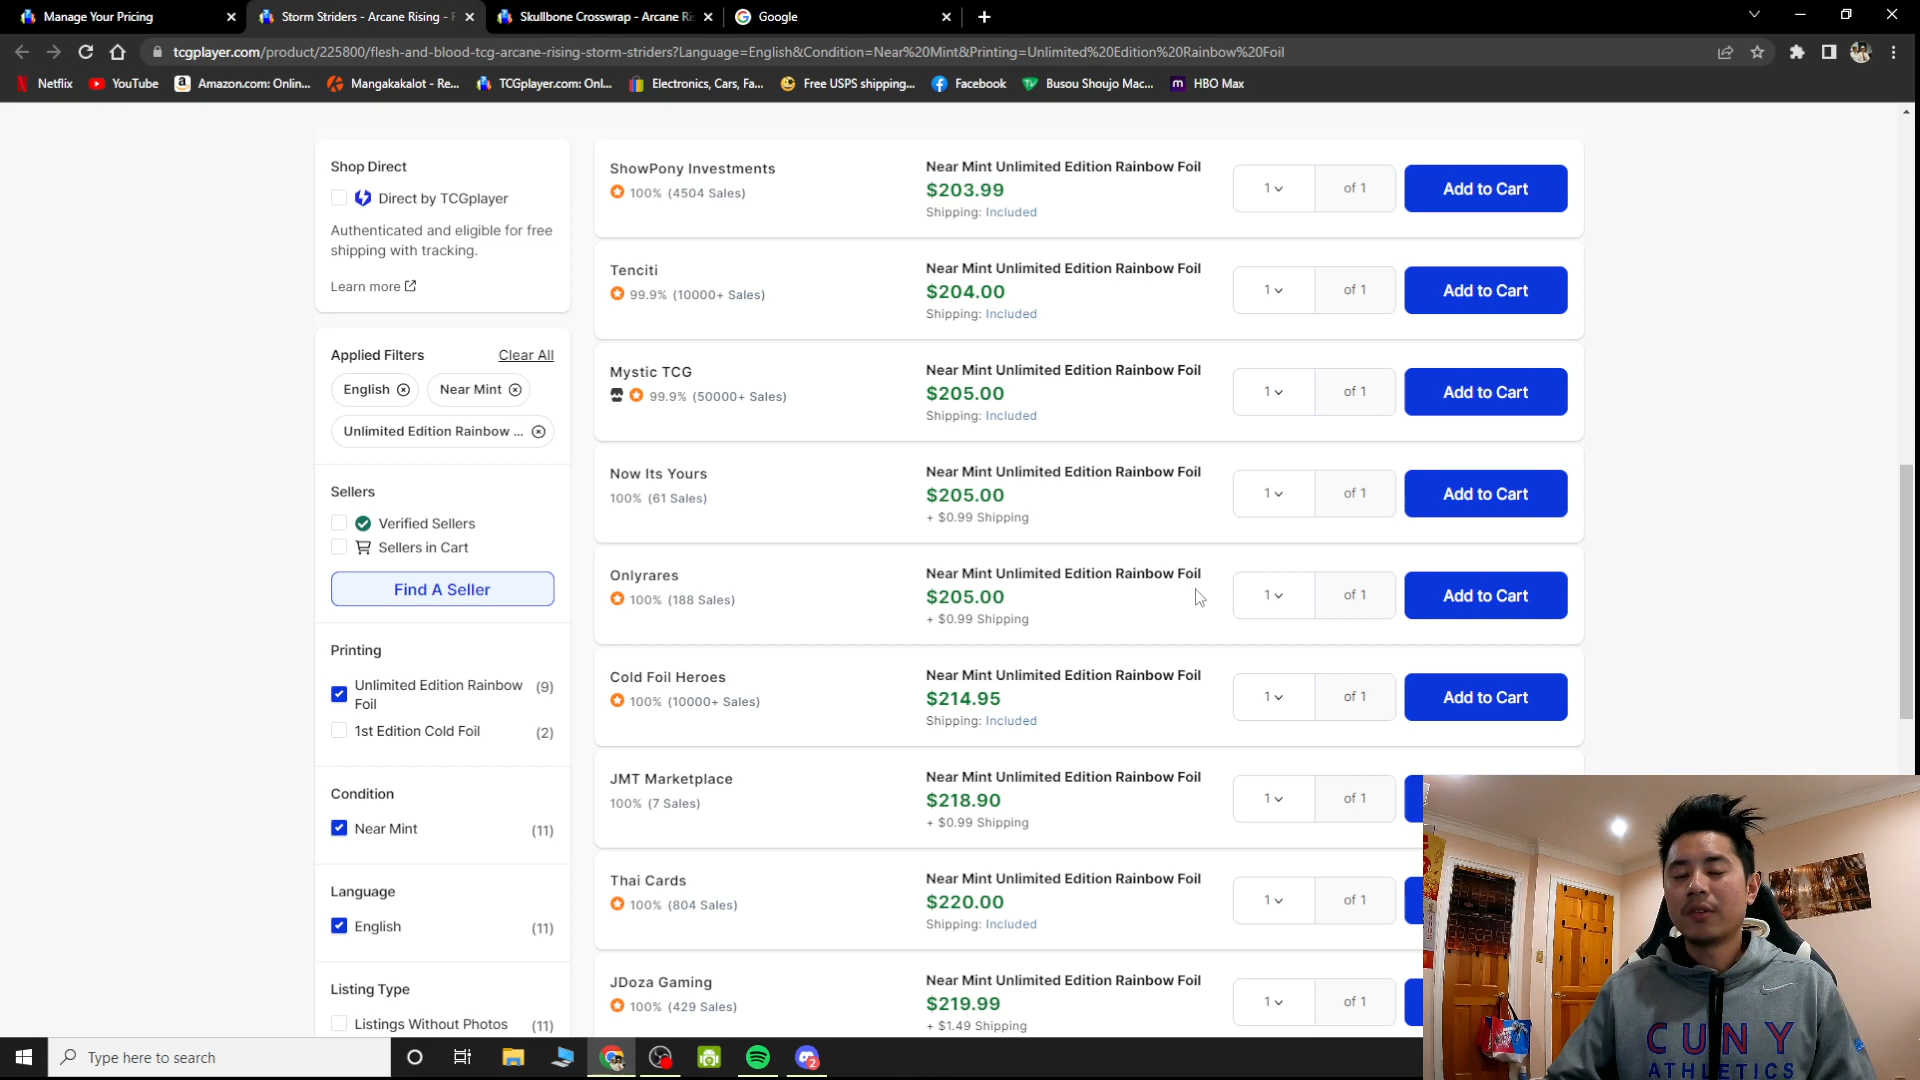 Manage Your Pricing
Storm Striders - Arcane Rising - F
Skullbone Crosswrap - Arcane Ri
Google
tcgplayer.com/product/225800/flesh-and-blood-tcg-arcane-rising-storm-striders?Language=English&Condition=Near%20Mint&Printing=Unlimited%20Edition%20Rainbow%20Foil
Netflix
YouTube
Amazon.com: Onlin...
Mangakakalot - Re...
TCGplayer.com: Onl...
Electronics, Cars, Fa...
Free USPS shipping...
Facebook
Busou Shoujo Mac...
HBO Max
Shop Direct
Direct by TCGplayer
Authenticated and eligible for free
shipping with tracking.
Learn more
Applied Filters
Clear All
English
Near Mint
Unlimited Edition Rainbow ...
Sellers
Verified Sellers
Sellers in Cart
Find A Seller
Printing
Unlimited Edition Rainbow
Foil
(9)
1st Edition Cold Foil
(2)
Condition
Near Mint
(11)
Language
English
(11)
Listing Type
Listings Without Photos
(11)
ShowPony Investments
100% (4504 Sales)
Near Mint Unlimited Edition Rainbow Foil
$203.99
Shipping: Included
1
of 1
Add to Cart
Tenciti
99.9% (10000+ Sales)
Near Mint Unlimited Edition Rainbow Foil
$204.00
Shipping: Included
1
of 1
Add to Cart
Mystic TCG
99.9% (50000+ Sales)
Near Mint Unlimited Edition Rainbow Foil
$205.00
Shipping: Included
1
of 1
Add to Cart
Now Its Yours
100% (61 Sales)
Near Mint Unlimited Edition Rainbow Foil
$205.00
+ $0.99 Shipping
1
of 1
Add to Cart
Onlyrares
100% (188 Sales)
Near Mint Unlimited Edition Rainbow Foil
$205.00
+ $0.99 Shipping
1
of 1
Add to Cart
Cold Foil Heroes
100% (10000+ Sales)
Near Mint Unlimited Edition Rainbow Foil
$214.95
Shipping: Included
1
of 1
Add to Cart
JMT Marketplace
100% (7 Sales)
Near Mint Unlimited Edition Rainbow Foil
$218.90
+ $0.99 Shipping
1
of 1
Thai Cards
100% (804 Sales)
Near Mint Unlimited Edition Rainbow Foil
$220.00
Shipping: Included
1
of 1
JDoza Gaming
100% (429 Sales)
Near Mint Unlimited Edition Rainbow Foil
$219.99
+ $1.49 Shipping
1
of 1
CUNY
ATHLETICS
Type here to search
2